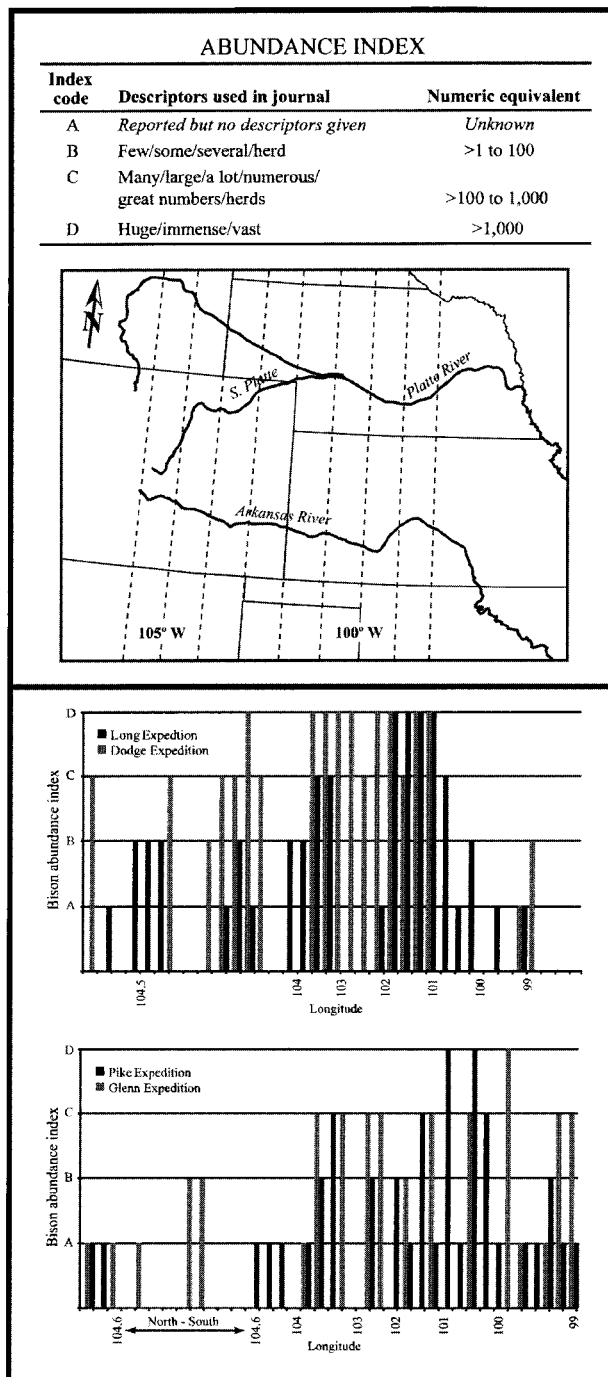 ABUNDANCE INDEX
Index
code Descriptors used in journal Numeric equivalent
A Reported but no descriptors given Unknown
B Few/some/several/herd >1 to 100
C Many/large/a lot/numerous/
great numbers/herds >100 to 1,000
D Huge/immense/vast >1,000
N
S. Platte
Platte River
Arkansas River
105° W 100° W
Bison abundance index
D
C
B
A
Long Expedtion
Dodge Expedition
104.5 104 103 102 101 100 99
Longitude
Bison abundance index
D
C
B
A
Pike Expedition
Glenn Expedition
104.6 North - South 104.6 104 103 102 101 100 99
Longitude